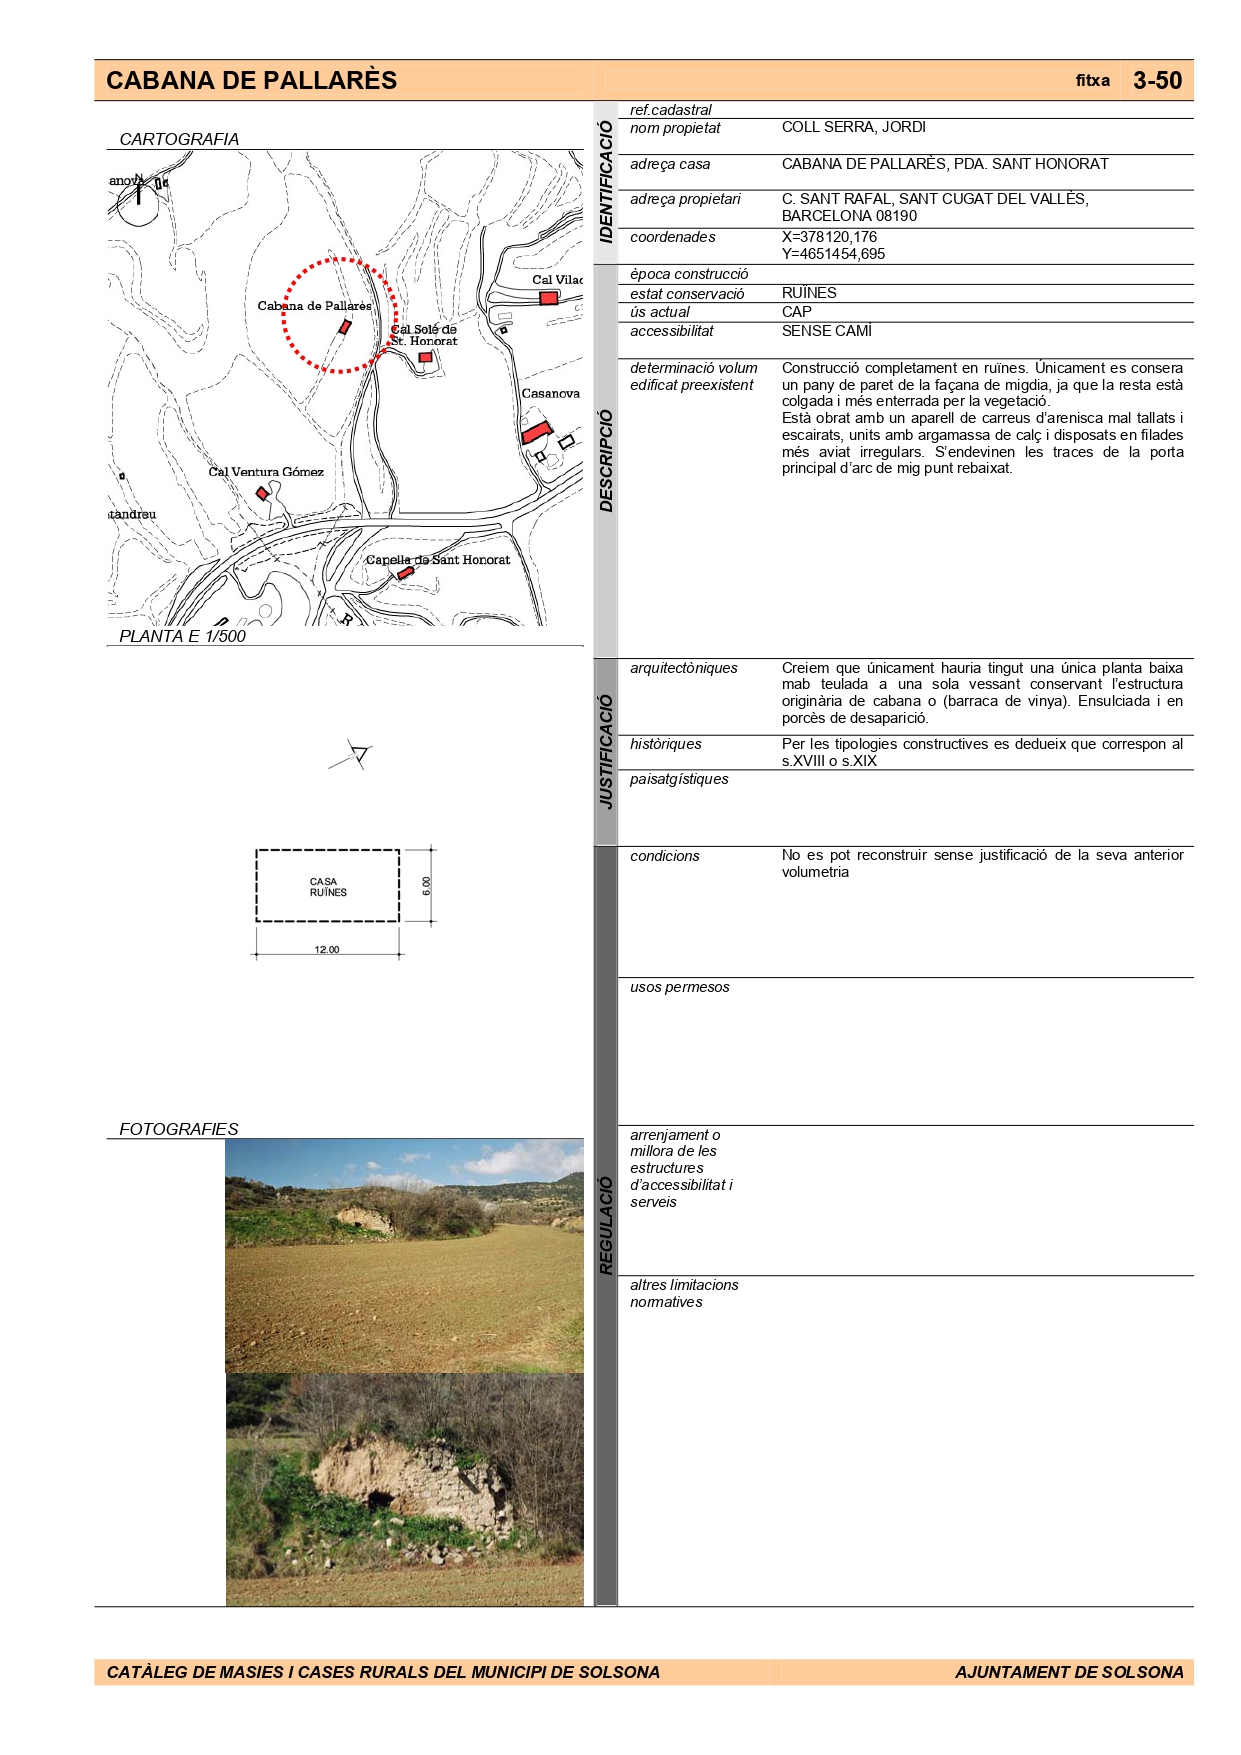 CABANA DE PALLARÈS
fitxa 3-50
CARTOGRAFIA
anova
N
Cabana de Pallarès
Cal Vilad
Cal Solé de
St. Honorat
Casanova
Cal Ventura Gómez
tandreu
Capella de Sant Honorat
R
PLANTA E 1/500
CASA
RUÏNES
6.00
12.00
FOTOGRAFIES
IDENTIFICACIÓ
ref.cadastral
nom propietat COLL SERRA, JORDI
adreça casa CABANA DE PALLARÈS, PDA. SANT HONORAT
adreça propietari C. SANT RAFAL, SANT CUGAT DEL VALLÈS,
BARCELONA 08190
coordenades X=378120,176
Y=4651454,695
DESCRIPCIÓ
època construcció
estat conservació RUÏNES
ús actual CAP
accessibilitat SENSE CAMÍ
determinació volum Construcció completament en ruïnes. Únicament es consera
edificat preexistent un pany de paret de la façana de migdia, ja que la resta està
colgada i més enterrada per la vegetació.
Està obrat amb un aparell de carreus d’arenisca mal tallats i
escairats, units amb argamassa de calç i disposats en filades
més aviat irregulars. S’endevinen les traces de la porta
principal d’arc de mig punt rebaixat.
JUSTIFICACIÓ
arquitectòniques Creiem que únicament hauria tingut una única planta baixa
mab teulada a una sola vessant conservant l’estructura
originària de cabana o (barraca de vinya). Ensulciada i en
porcès de desaparició.
històriques Per les tipologies constructives es dedueix que correspon al
s.XVIII o s.XIX
paisatgístiques
REGULACIÓ
condicions No es pot reconstruir sense justificació de la seva anterior
volumetria
usos permesos
arrenjament o
millora de les
estructures
d’accessibilitat i
serveis
altres limitacions
normatives
CATÀLEG DE MASIES I CASES RURALS DEL MUNICIPI DE SOLSONA
AJUNTAMENT DE SOLSONA